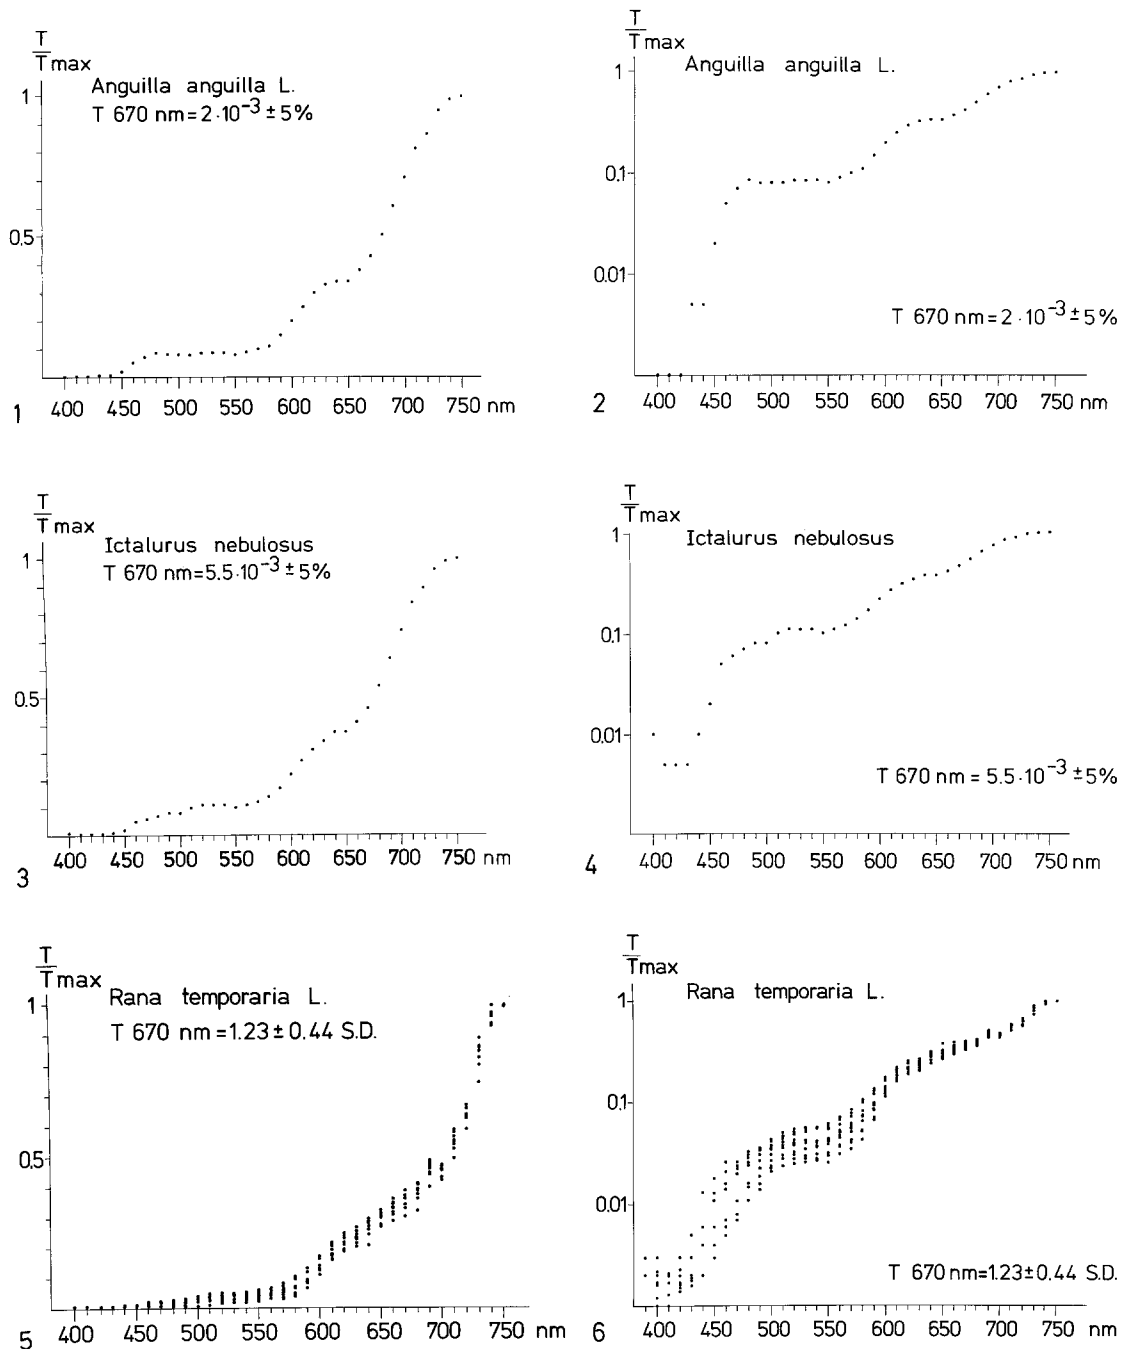 T
Tmax
Anguilla anguilla L.
T 670 nm=2·10⁻³±5%
1
0.5
400 450 500 550 600 650 700 750 nm
1
T
Tmax
Anguilla anguilla L.
1
0.1
0.01
T 670 nm=2·10⁻³±5%
400 450 500 550 600 650 700 750 nm
2
T
Tmax
Ictalurus nebulosus
T 670 nm=5.5·10⁻³±5%
1
0.5
400 450 500 550 600 650 700 750 nm
3
T
Tmax
Ictalurus nebulosus
1
0.1
0.01
T 670 nm = 5.5·10⁻³±5%
400 450 500 550 600 650 700 750 nm
4
T
Tmax
Rana temporaria L.
T 670 nm =1.23±0.44 S.D.
1
0.5
400 450 500 550 600 650 700 750 nm
5
T
Tmax
Rana temporaria L.
1
0.1
0.01
T 670 nm=1.23±0.44 S.D.
400 450 500 550 600 650 700 750 nm
6